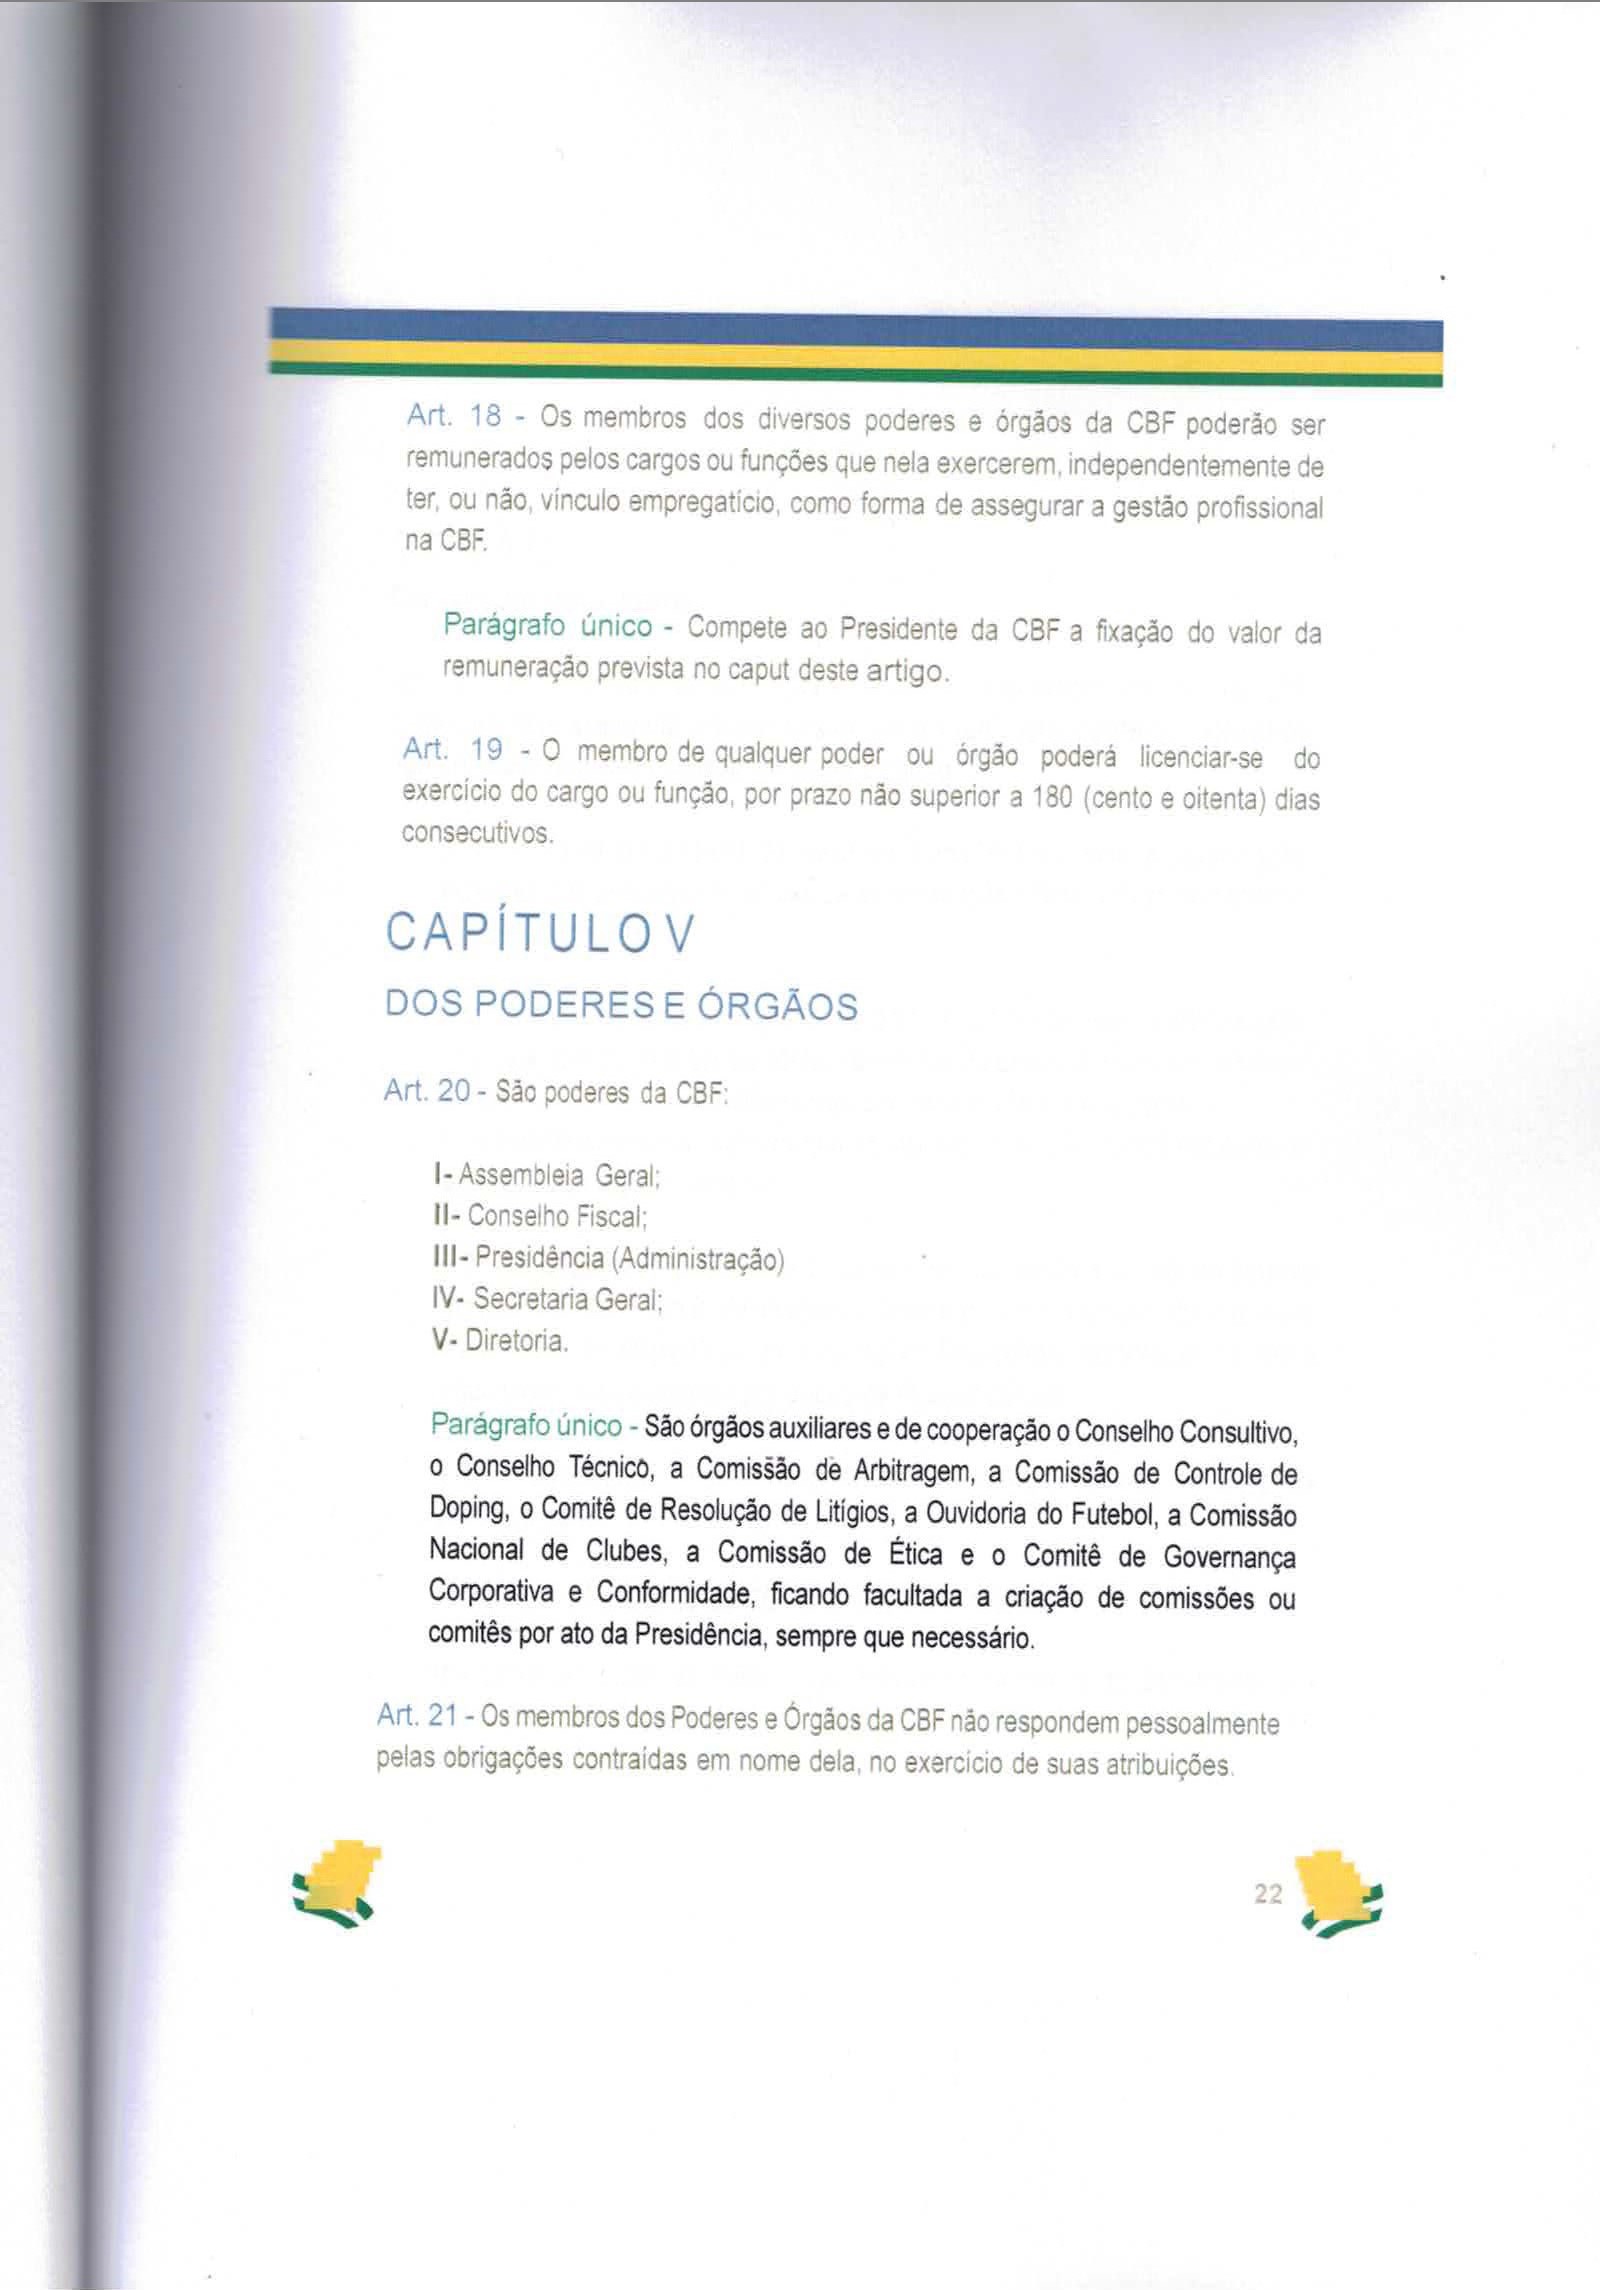 Art. 18 - Os membros dos diversos poderes e órgãos da CBF poderão ser
remunerados pelos cargos ou funções que nela exercerem, independentemente de
ter, ou não, vínculo empregatício, como forma de assegurar a gestão profissional
na CBF.
Parágrafo único - Compete ao Presidente da CBF a fixação do valor da
remuneração prevista no caput deste artigo.
Art. 19 - O membro de qualquer poder ou órgão poderá licenciar-se do
exercício do cargo ou função, por prazo não superior a 180 (cento e oitenta) dias
consecutivos.
CAPÍTULO V
DOS PODERES E ÓRGÃOS
Art. 20 - São poderes da CBF:
I- Assembleia Geral;
II- Conselho Fiscal;
III- Presidência (Administração)
IV- Secretaria Geral;
V- Diretoria.
Parágrafo único - São órgãos auxiliares e de cooperação o Conselho Consultivo,
o Conselho Técnico, a Comissão de Arbitragem, a Comissão de Controle de
Doping, o Comitê de Resolução de Litígios, a Ouvidoria do Futebol, a Comissão
Nacional de Clubes, a Comissão de Ética e o Comitê de Governança
Corporativa e Conformidade, ficando facultada a criação de comissões ou
comitês por ato da Presidência, sempre que necessário.
Art. 21 - Os membros dos Poderes e Órgãos da CBF não respondem pessoalmente
pelas obrigações contraídas em nome dela, no exercício de suas atribuições.
22